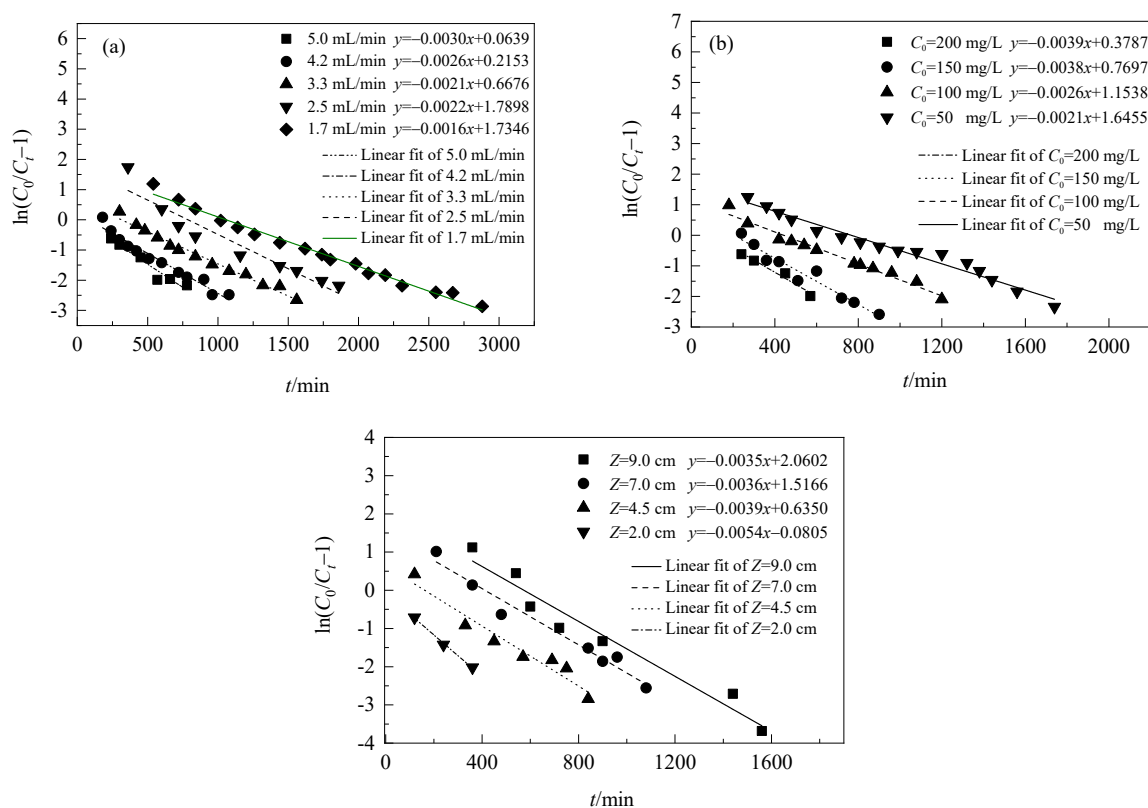 (a)
5.0 mL/min y=−0.0030x+0.0639
4.2 mL/min y=−0.0026x+0.2153
3.3 mL/min y=−0.0021x+0.6676
2.5 mL/min y=−0.0022x+1.7898
1.7 mL/min y=−0.0016x+1.7346
Linear fit of 5.0 mL/min
Linear fit of 4.2 mL/min
Linear fit of 3.3 mL/min
Linear fit of 2.5 mL/min
Linear fit of 1.7 mL/min
6
5
4
3
2
1
0
-1
-2
-3
ln(C0/Ct−1)
0 500 1000 1500 2000 2500 3000
t/min
(b)
C0=200 mg/L y=−0.0039x+0.3787
C0=150 mg/L y=−0.0038x+0.7697
C0=100 mg/L y=−0.0026x+1.1538
C0=50 mg/L y=−0.0021x+1.6455
Linear fit of C0=200 mg/L
Linear fit of C0=150 mg/L
Linear fit of C0=100 mg/L
Linear fit of C0=50 mg/L
7
6
5
4
3
2
1
0
-1
-2
-3
ln(C0/Ct−1)
0 400 800 1200 1600 2000
t/min
Z=9.0 cm y=−0.0035x+2.0602
Z=7.0 cm y=−0.0036x+1.5166
Z=4.5 cm y=−0.0039x+0.6350
Z=2.0 cm y=−0.0054x−0.0805
Linear fit of Z=9.0 cm
Linear fit of Z=7.0 cm
Linear fit of Z=4.5 cm
Linear fit of Z=2.0 cm
4
3
2
1
0
-1
-2
-3
-4
ln(C0/Ct−1)
0 400 800 1200 1600
t/min